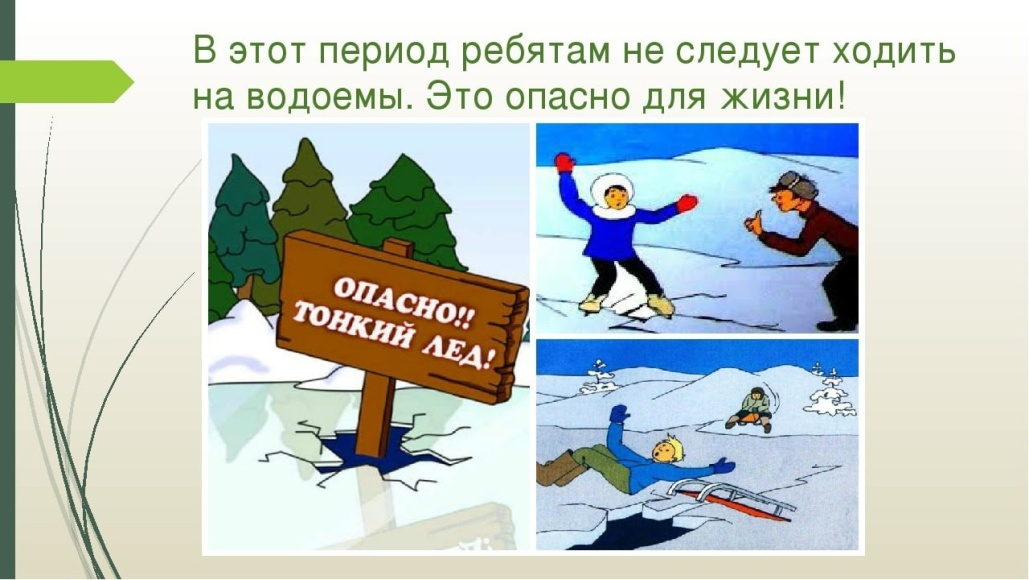 В этот период ребятам не следует ходить
на водоемы. Это опасно для жизни!
ОПАСНО!!
ТОНКИЙ ЛЕД!